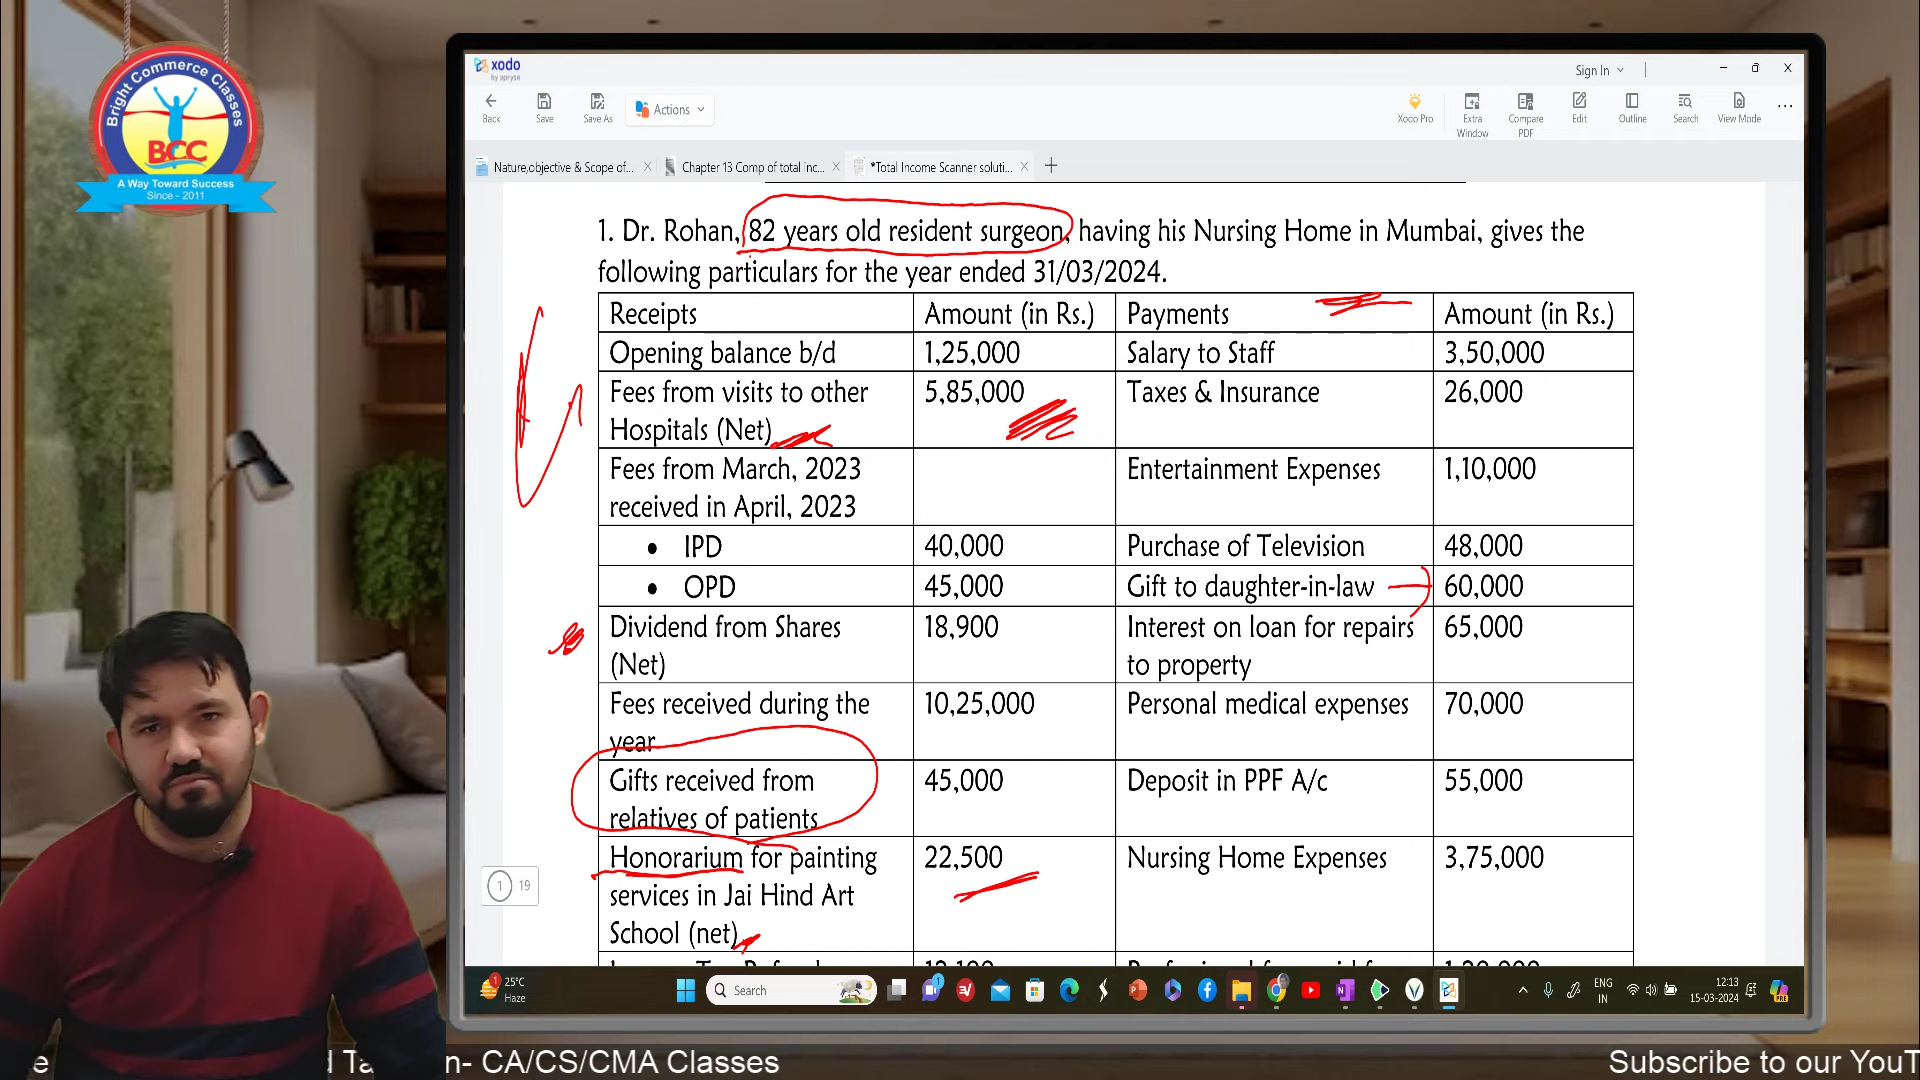 Bright Commerce Classes
BCC
A Way Toward Success
Since - 2011
xodo
by apryse
Sign In
Back
Save
Save As
Actions
Xodo Pro
Extra Window
Compare PDF
Edit
Outline
Search
View Mode
Nature,objective & Scope of...
Chapter 13 Comp of total inc...
*Total Income Scanner soluti...
1. Dr. Rohan, 82 years old resident surgeon, having his Nursing Home in Mumbai, gives the
following particulars for the year ended 31/03/2024.
Receipts Amount (in Rs.) Payments Amount (in Rs.)
Opening balance b/d 1,25,000 Salary to Staff 3,50,000
Fees from visits to other 5,85,000 Taxes & Insurance 26,000
Hospitals (Net)
Fees from March, 2023 Entertainment Expenses 1,10,000
received in April, 2023
• IPD 40,000 Purchase of Television 48,000
• OPD 45,000 Gift to daughter-in-law 60,000
Dividend from Shares 18,900 Interest on loan for repairs 65,000
(Net) to property
Fees received during the 10,25,000 Personal medical expenses 70,000
year
Gifts received from 45,000 Deposit in PPF A/c 55,000
relatives of patients
Honorarium for painting 22,500 Nursing Home Expenses 3,75,000
services in Jai Hind Art
School (net)
1 19
1
25°C
Haze
Search
ENG
IN
12:13
15-03-2024
n- CA/CS/CMA Classes
Subscribe to our YouT